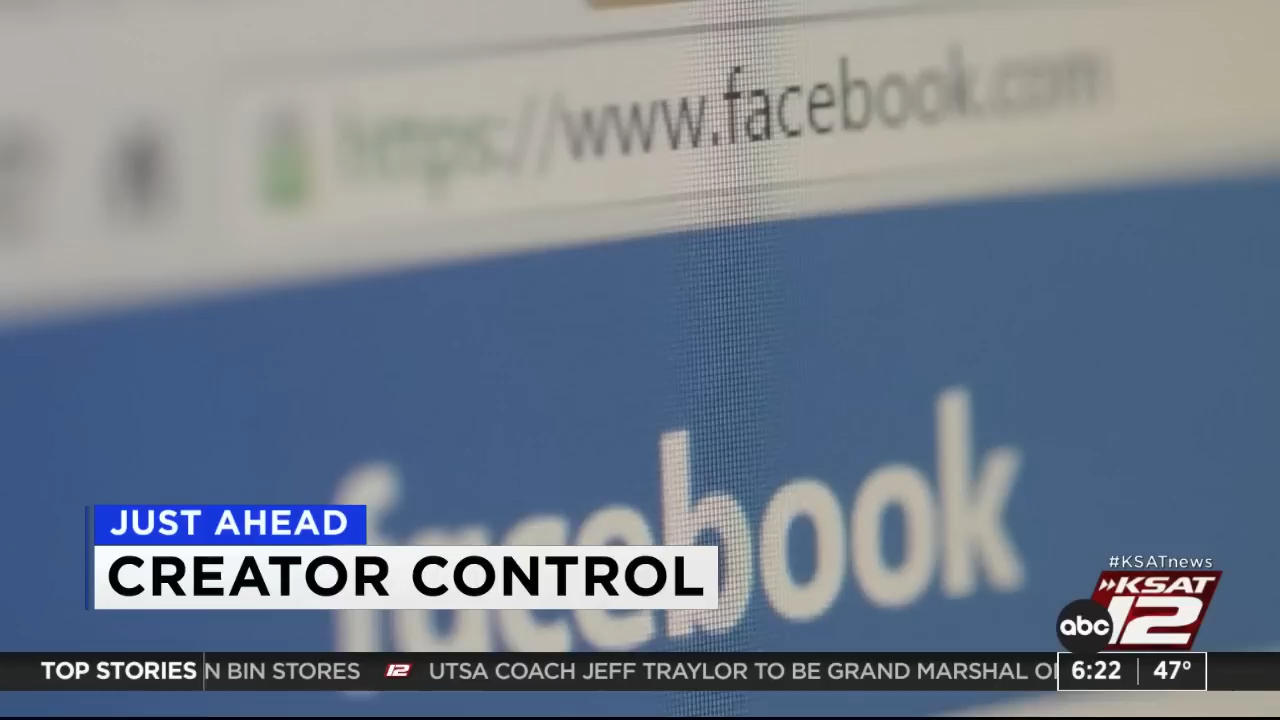 https://www.facebook.com
facebook
JUST AHEAD
CREATOR CONTROL
#KSATnews
KSAT
12
abc
TOP STORIES
N BIN STORES 12 UTSA COACH JEFF TRAYLOR TO BE GRAND MARSHAL
6:22 47°